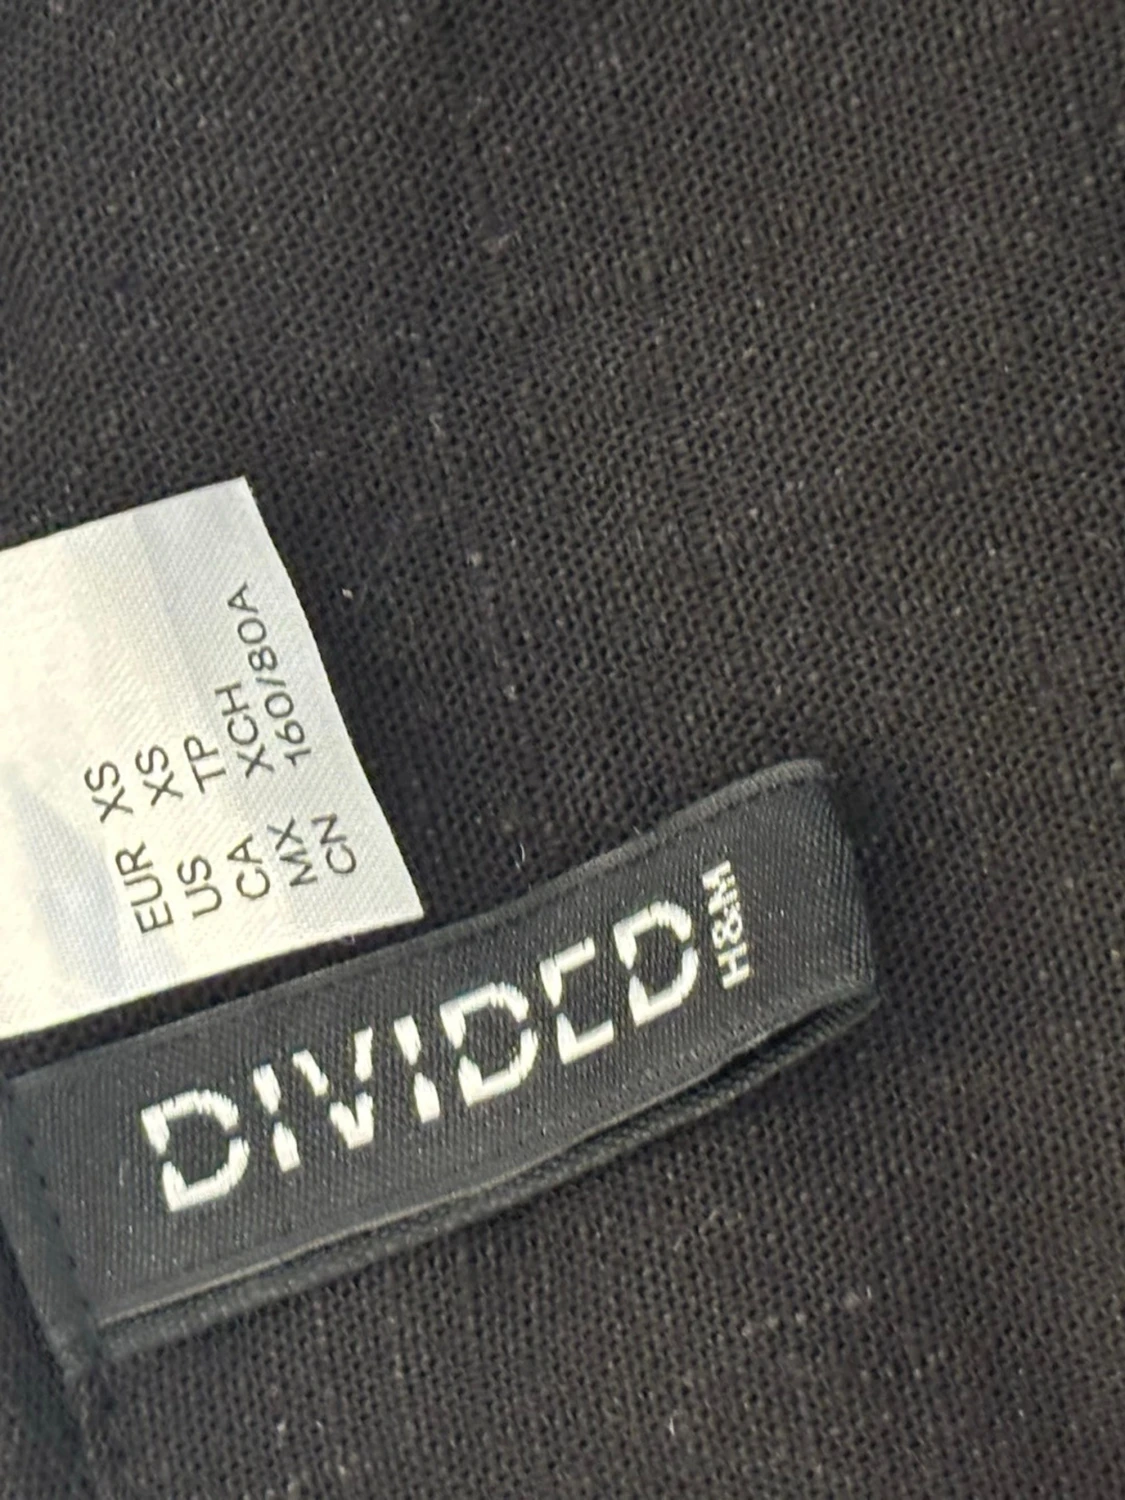 EUR XS
US XS
CA TP
MX XCH
CN 160/80A
DIVIDED
H&M